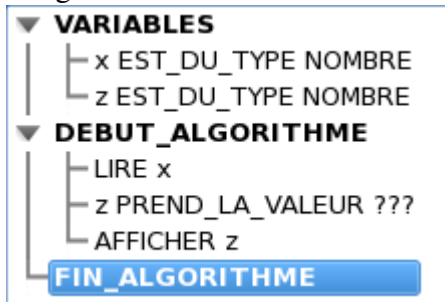 VARIABLES
x EST_DU_TYPE NOMBRE
z EST_DU_TYPE NOMBRE
DEBUT_ALGORITHME
LIRE x
z PREND_LA_VALEUR ???
AFFICHER z
FIN_ALGORITHME